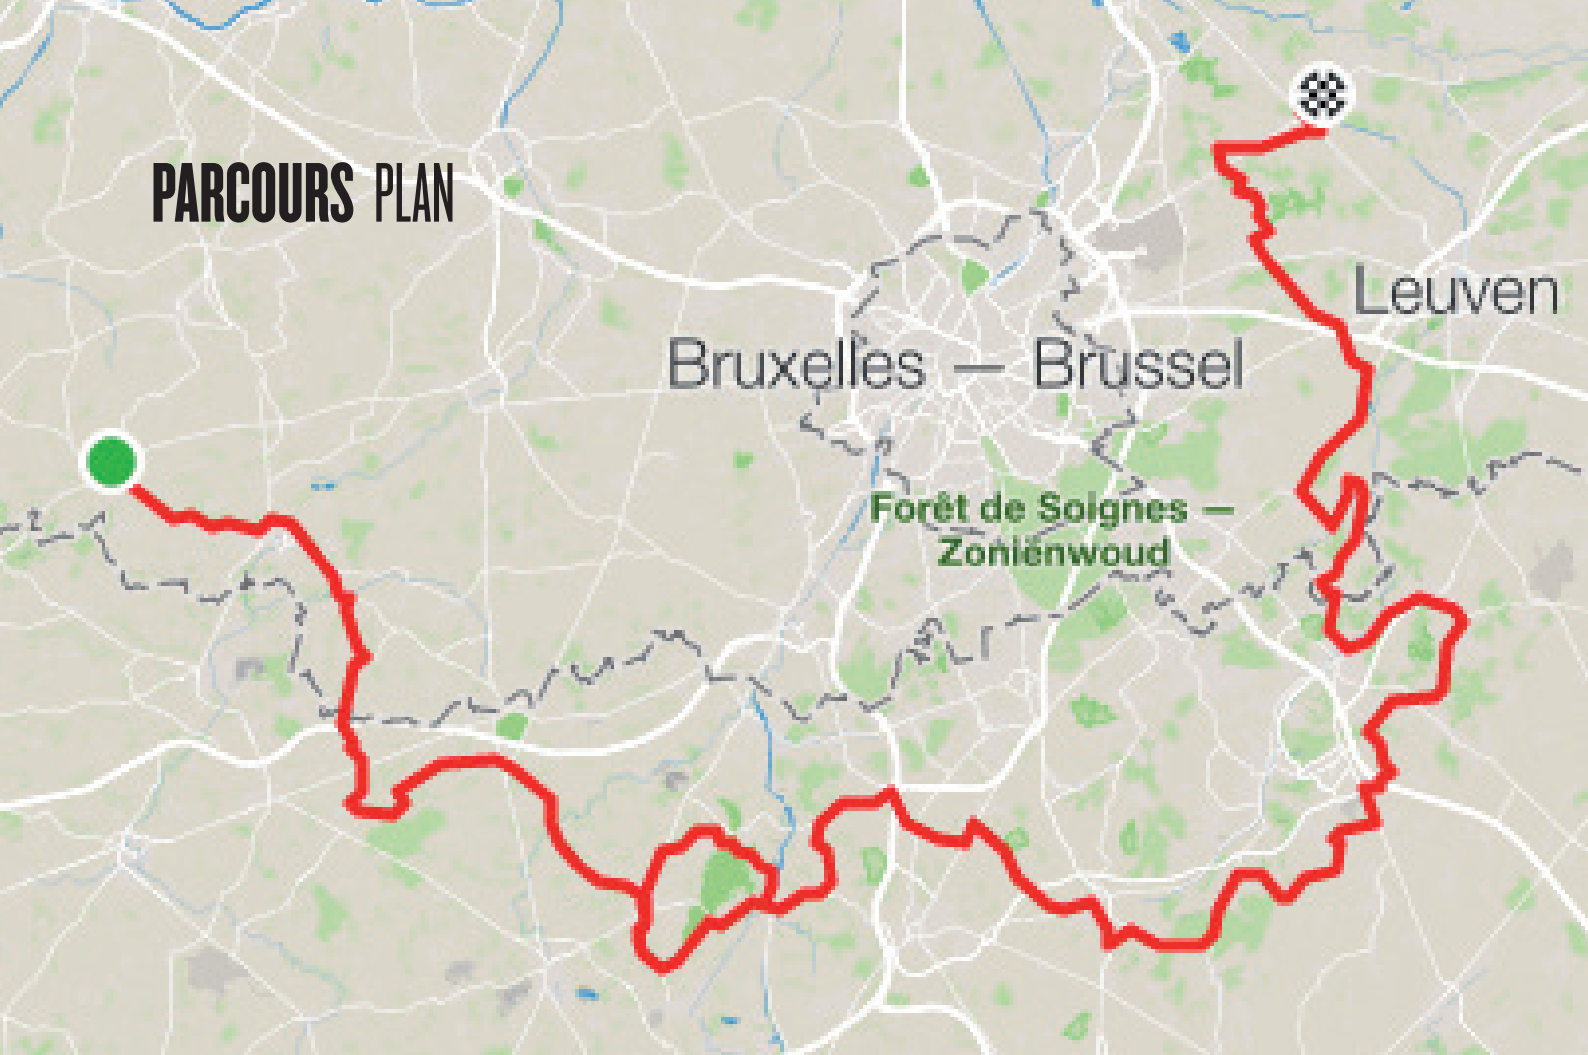 PARCOURS PLAN
Leuven
Bruxelles — Brussel
Forêt de Soignes —
Zoniënwoud